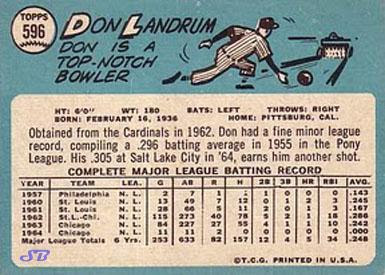 TOPPS
596
DON LANDRUM
DON IS A
TOP-NOTCH
BOWLER
HT: 6'0" WT: 180 BATS: LEFT THROWS: RIGHT
BORN: FEBRUARY 16, 1936 HOME: PITTSBURG, CAL.
Obtained from the Cardinals in 1962. Don had a fine minor league
record, compiling a .296 batting average in 1955 in the Pony
League. His .305 at Salt Lake City in '64, earns him another shot.
COMPLETE MAJOR LEAGUE BATTING RECORD
YEAR TEAM LEA. G AB R H 2B 3B HR RBI AVG.
1957 Philadelphia N. L. 2 7 1 1 1 0 0 0 .143
1960 St. Louis N. L. 13 49 7 12 0 1 2 3 .245
1961 St. Louis N. L. 28 66 5 11 2 0 1 3 .167
1962 St.L.-Chi. N. L. 115 273 40 78 5 2 1 18 .286
1963 Chicago N. L. 84 227 27 55 4 1 1 10 .242
1964 Chicago N. L. 11 11 2 0 0 0 0 0 .000
Major League Totals 6 Yrs. 253 633 82 157 12 4 5 34 .248
SB
© T.C.G. PRINTED IN U.S.A.